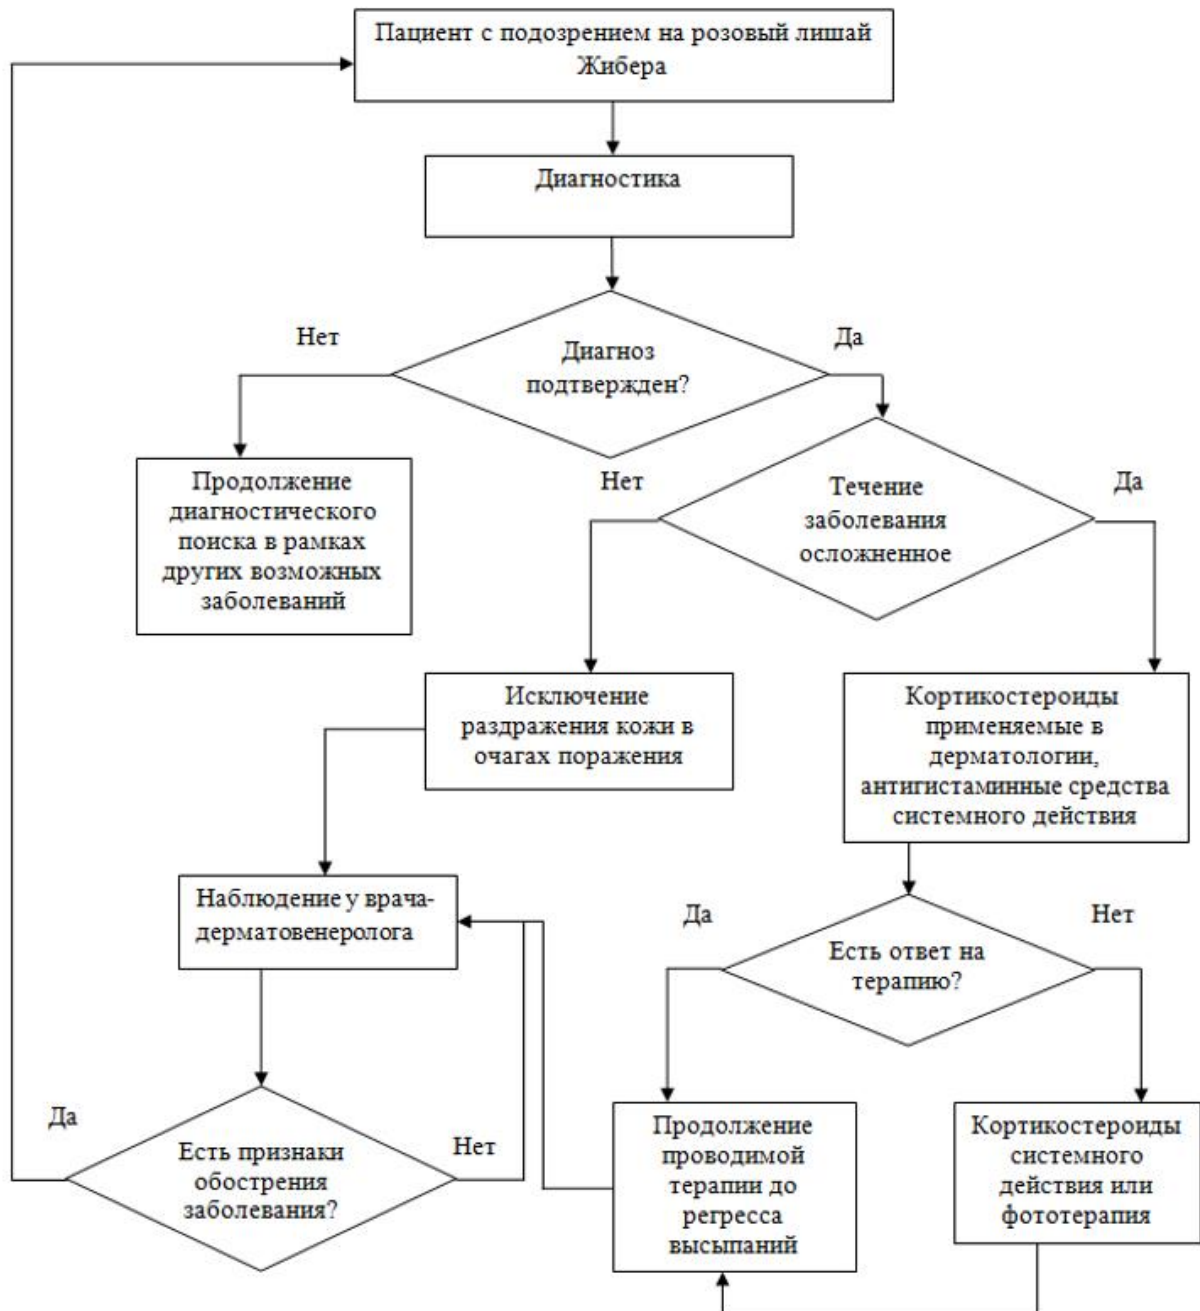 Пациент с подозрением на розовый лишай
Жибера
Диагностика
Нет
Да
Диагноз
подтвержден?
Продолжение
диагностического
поиска в рамках
других возможных
заболеваний
Нет
Да
Течение
заболевания
осложненное
Исключение
раздражения кожи в
очагах поражения
Кортикостероиды
применяемые в
дерматологии,
антигистаминные средства
системного действия
Наблюдение у врача-
дерматовенеролога
Да
Нет
Есть ответ на
терапию?
Да
Нет
Есть признаки
обострения
заболевания?
Продолжение
проводимой
терапии до
регресса
высыпаний
Кортикостероиды
системного
действия или
фототерапия